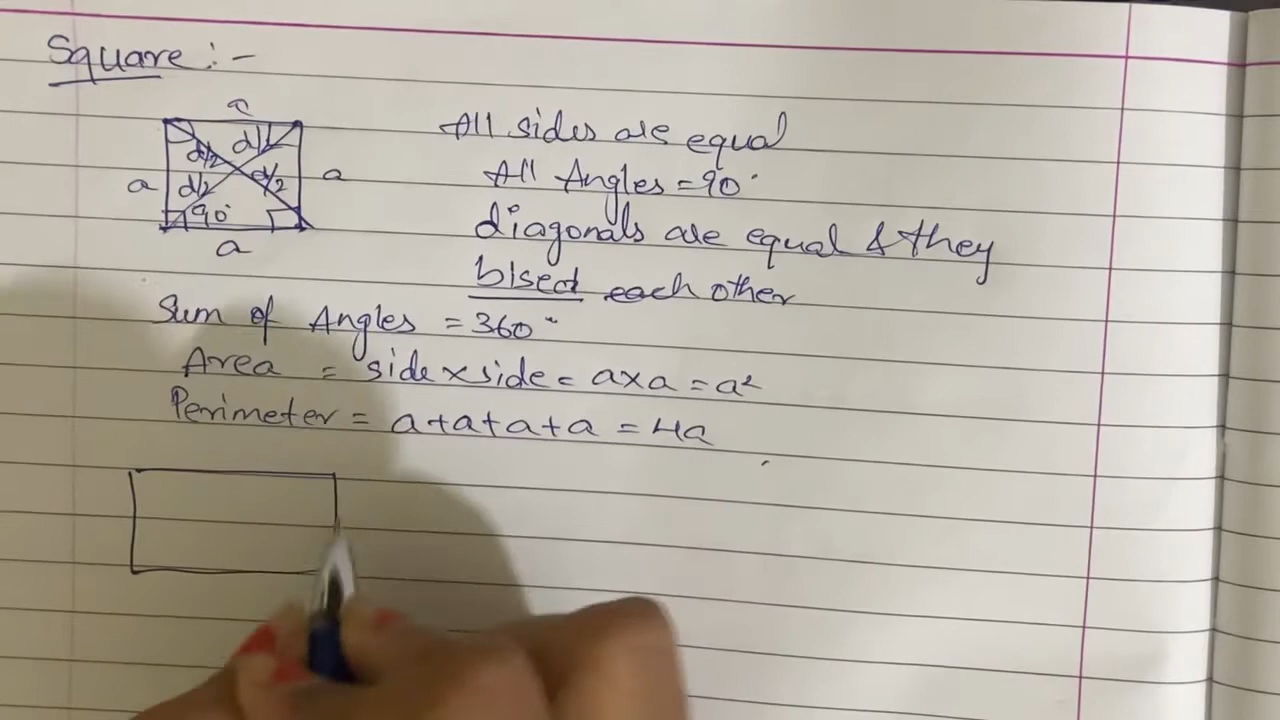 Square :-
a
d/2 d/2
a d/2 d/2 a
90°
a
All sides are equal
All Angles = 90°
diagonals are equal & they
bisect each other
Sum of Angles = 360°
Area = side×side = a×a = a²
Perimeter = a+a+a+a = 4a